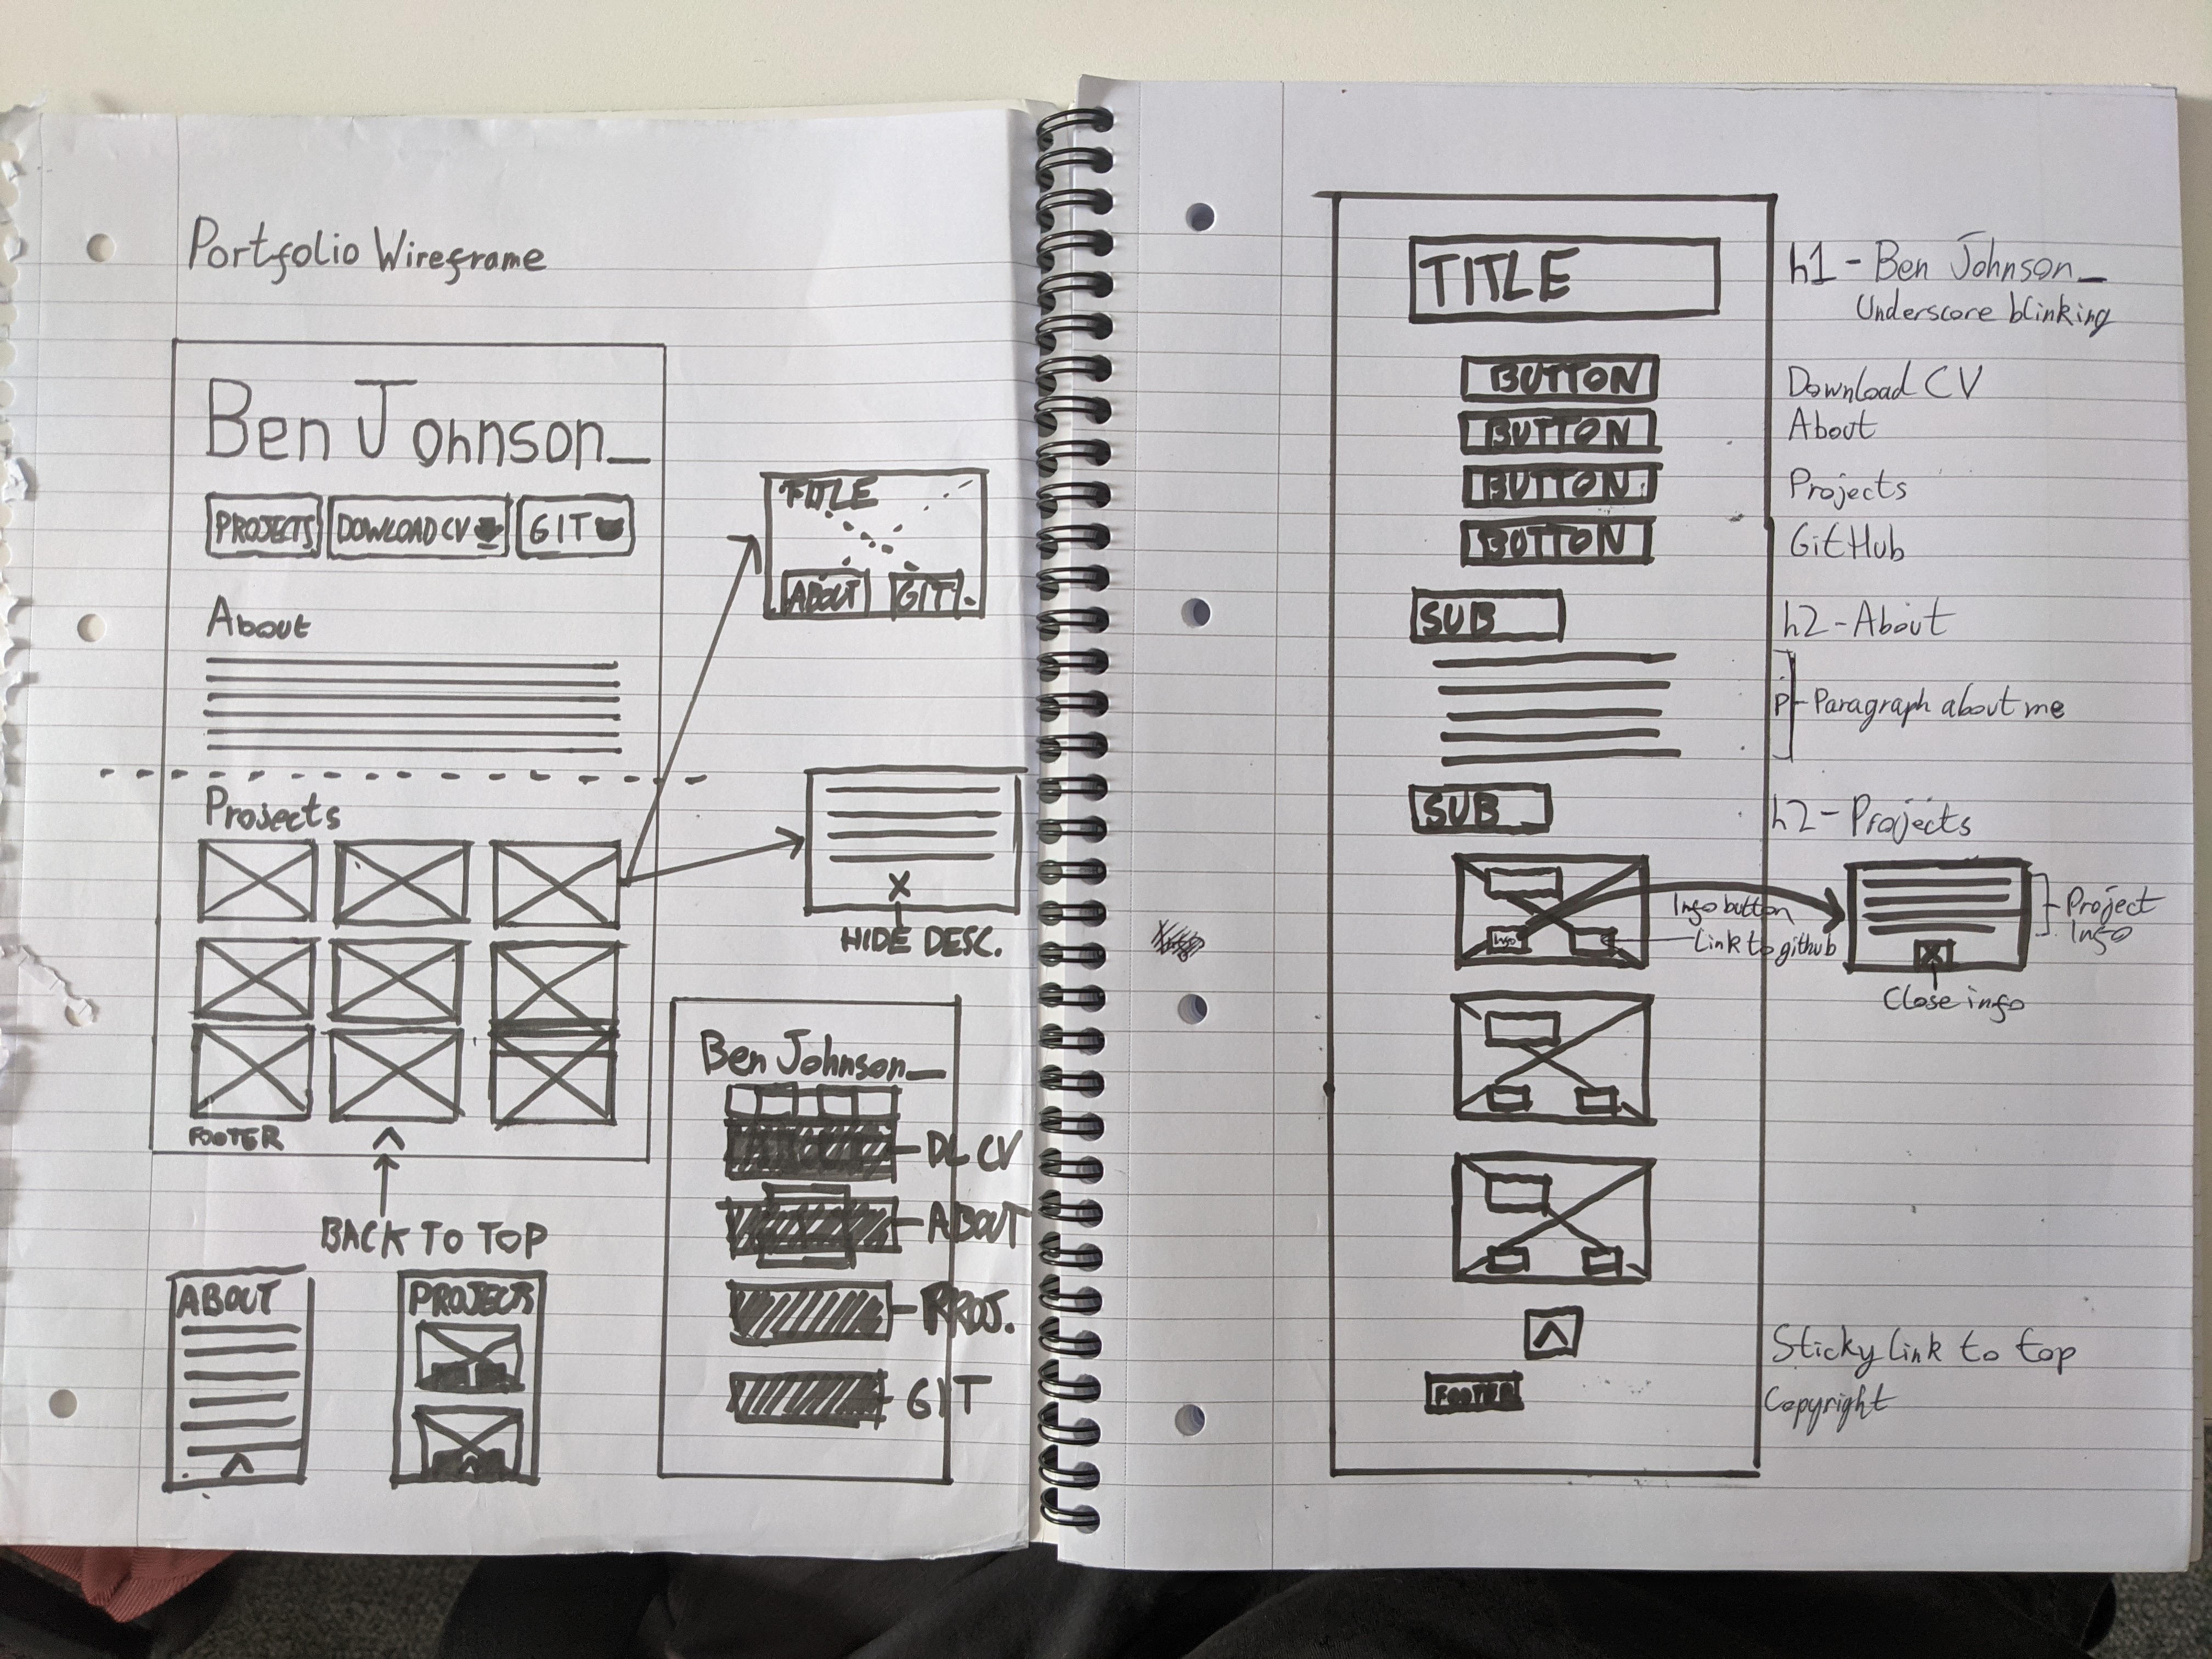 Portfolio Wireframe
Ben Johnson_
PROJECTS
DOWLOAD CV
GIT
About
Projects
FOOTER
BACK TO TOP
TITLE
ABOUT
GIT
X
HIDE DESC.
Ben Johnson_
DL CV
ABOUT
PROJ.
GIT
ABOUT
PROJECTS
TITLE
h1 - Ben Johnson_
Underscore blinking
BUTTON
Download CV
BUTTON
About
BUTTON
Projects
BUTTON
GitHub
SUB
h2 - About
P - Paragraph about me
SUB
h2 - Projects
Info button
Info
Link to github
Project
Info
X
Close info
Sticky link to top
FOOTER
Copyright